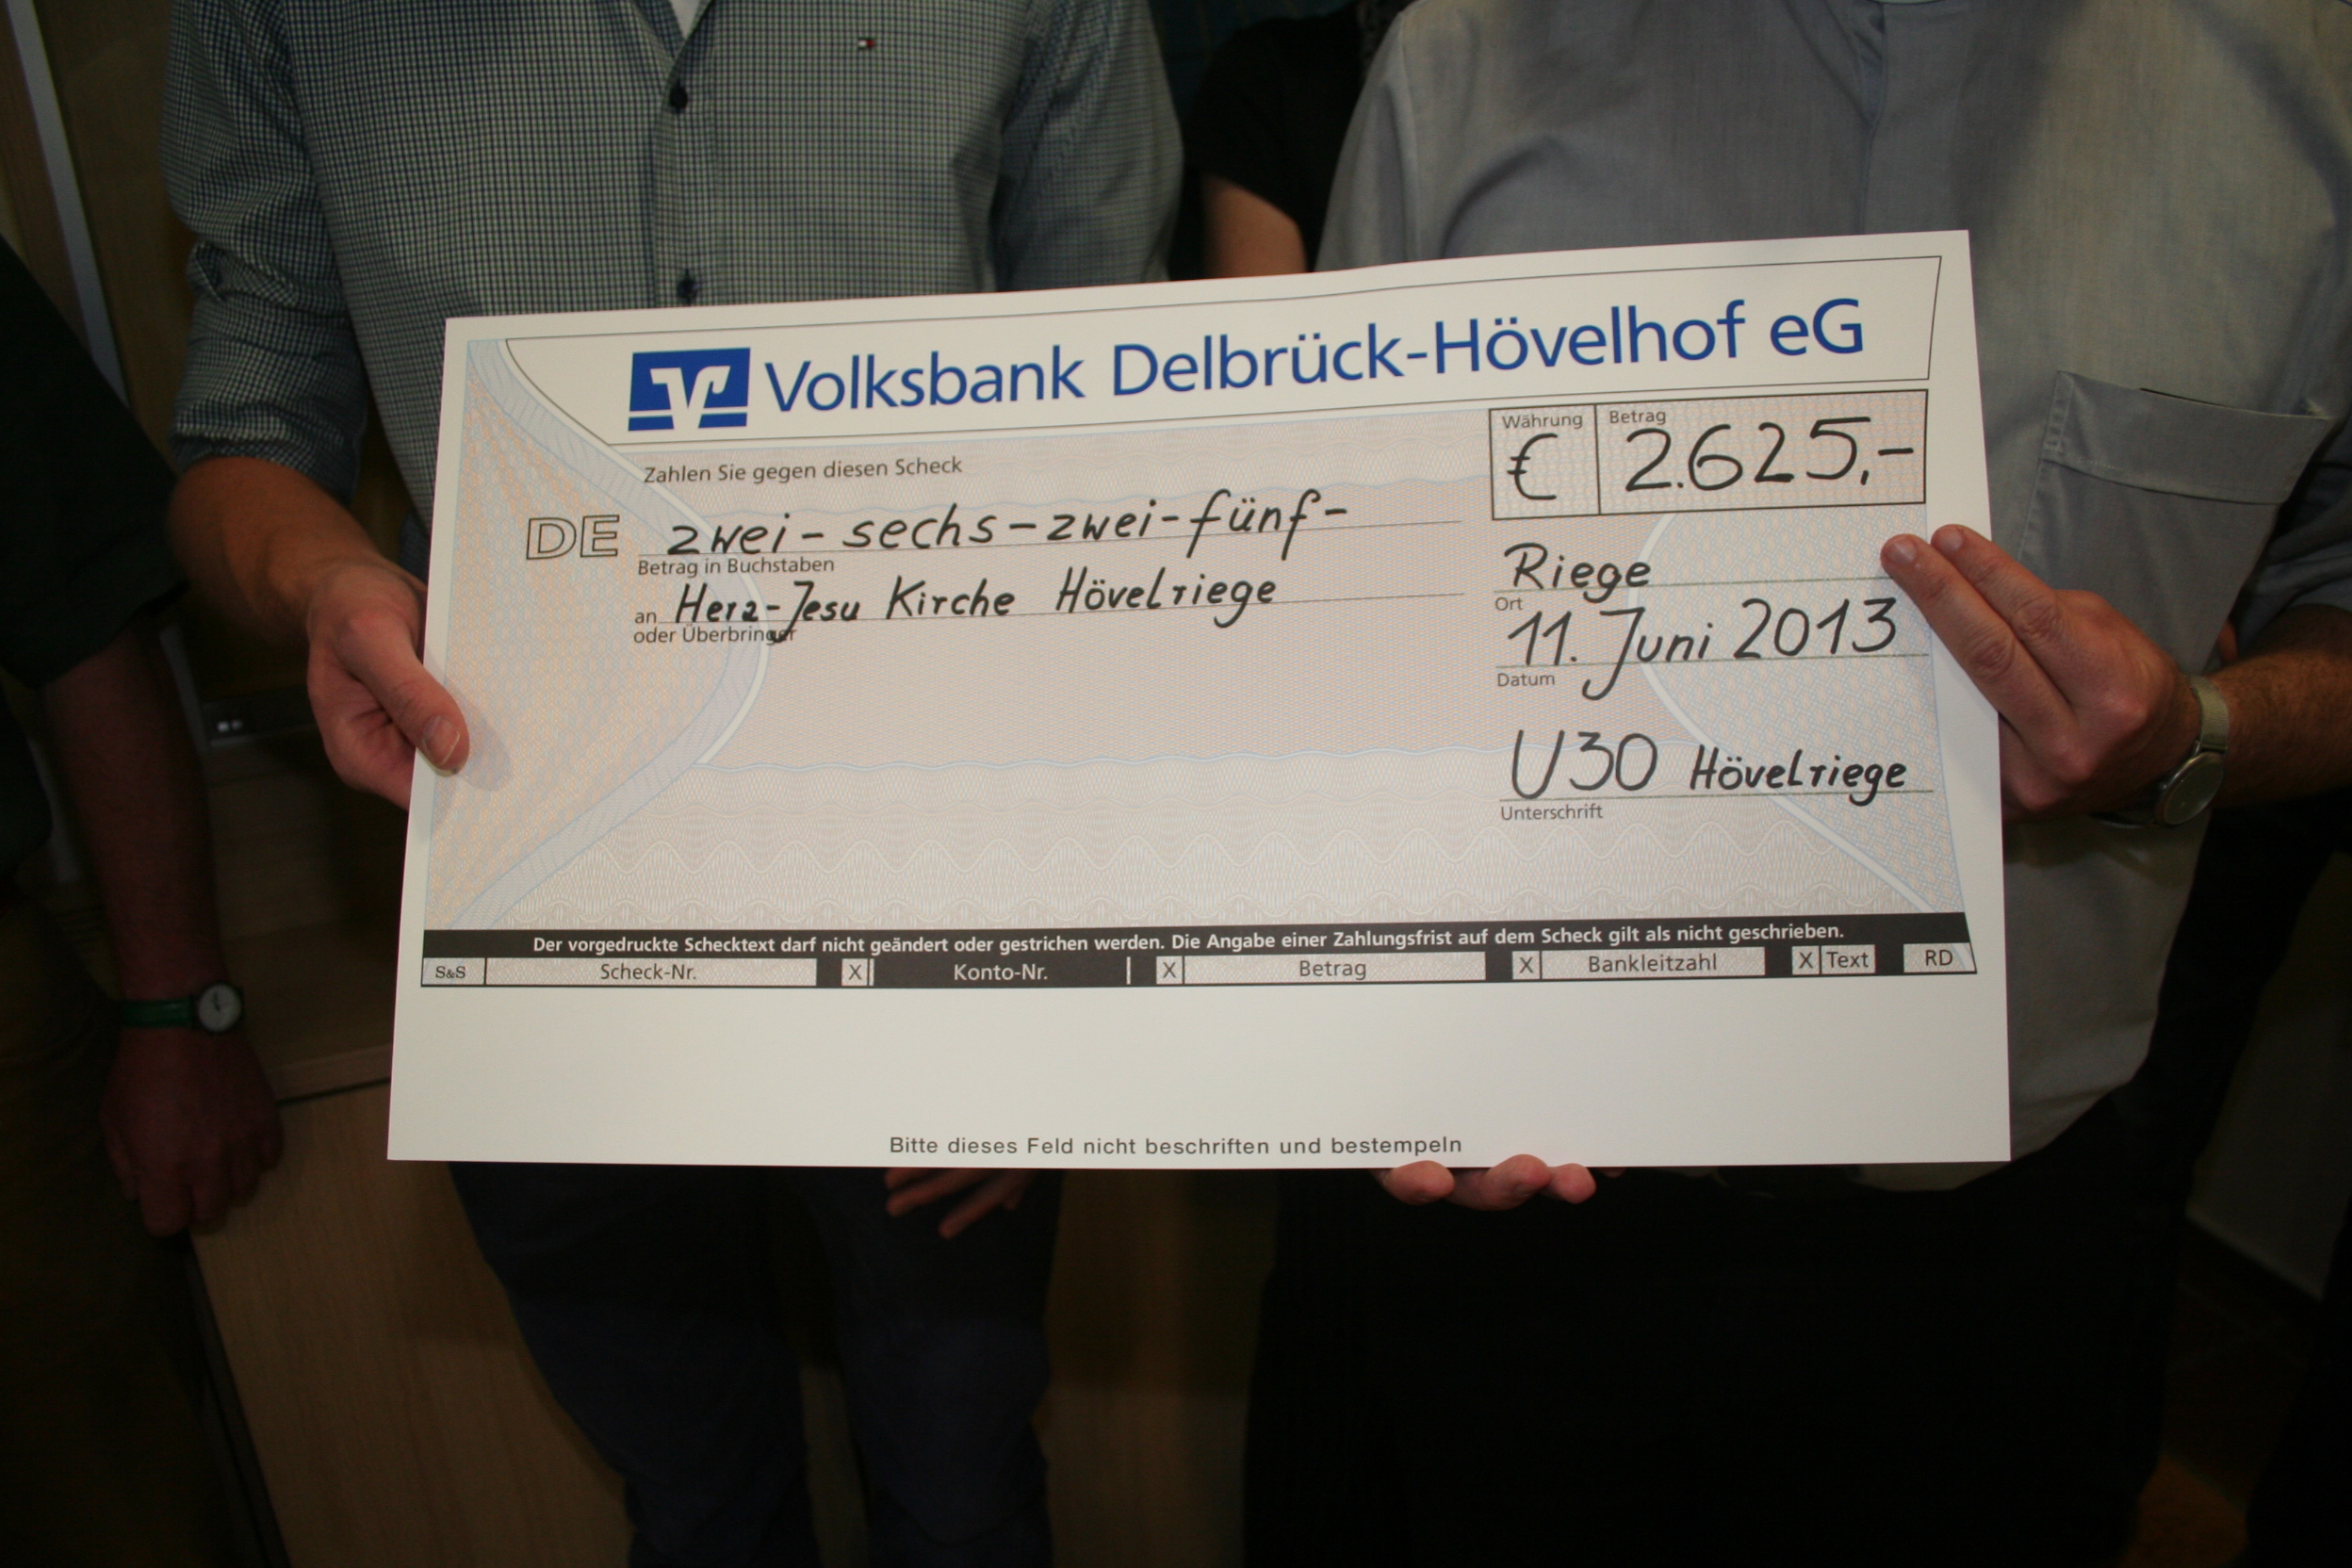 Volksbank Delbrück-Hövelhof eG
Währung Betrag
€ 2.625,-
Zahlen Sie gegen diesen Scheck
DE zwei-sechs-zwei-fünf-
Betrag in Buchstaben
an Herz-Jesu Kirche Hövelriege
oder Überbringer
Riege
Ort
11. Juni 2013
Datum
U30 Hövelriege
Unterschrift
Der vorgedruckte Schecktext darf nicht geändert oder gestrichen werden. Die Angabe einer Zahlungsfrist auf dem Scheck gilt als nicht geschrieben.
S&S Scheck-Nr. X Konto-Nr. X Betrag X Bankleitzahl X Text RD
Bitte dieses Feld nicht beschriften und bestempeln